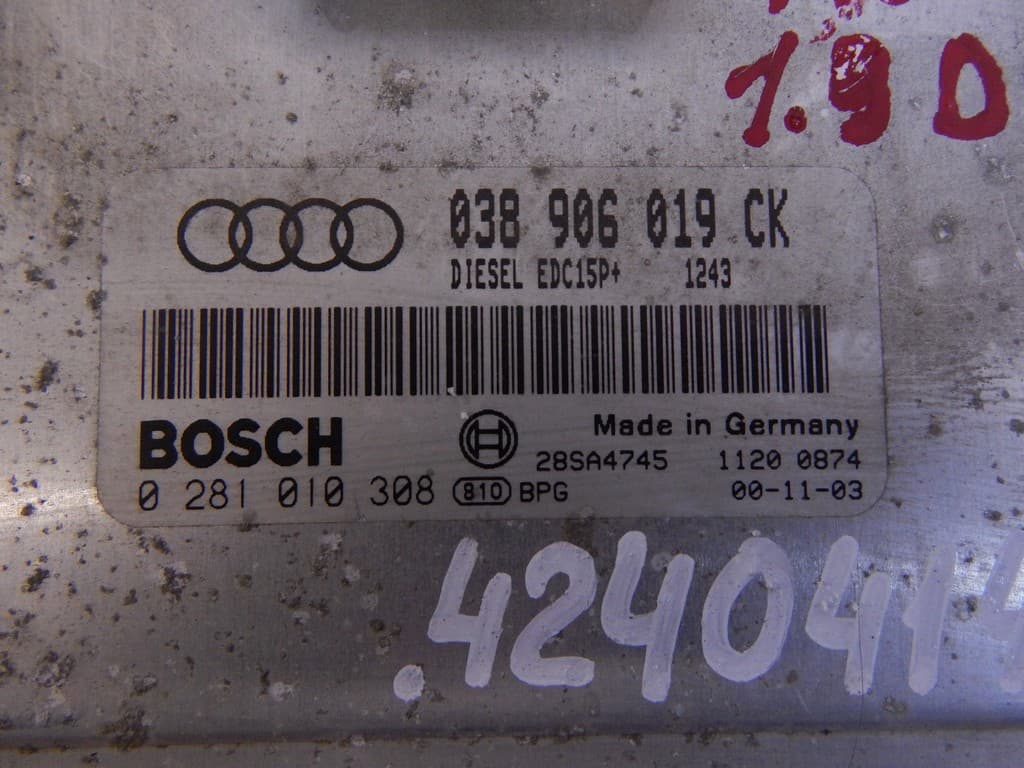 1.9 D
038 906 019 CK
DIESEL EDC15P+ 1243
BOSCH
Made in Germany
28SA4745 1120 0874
0 281 010 308 810 BPG
00-11-03
.424041